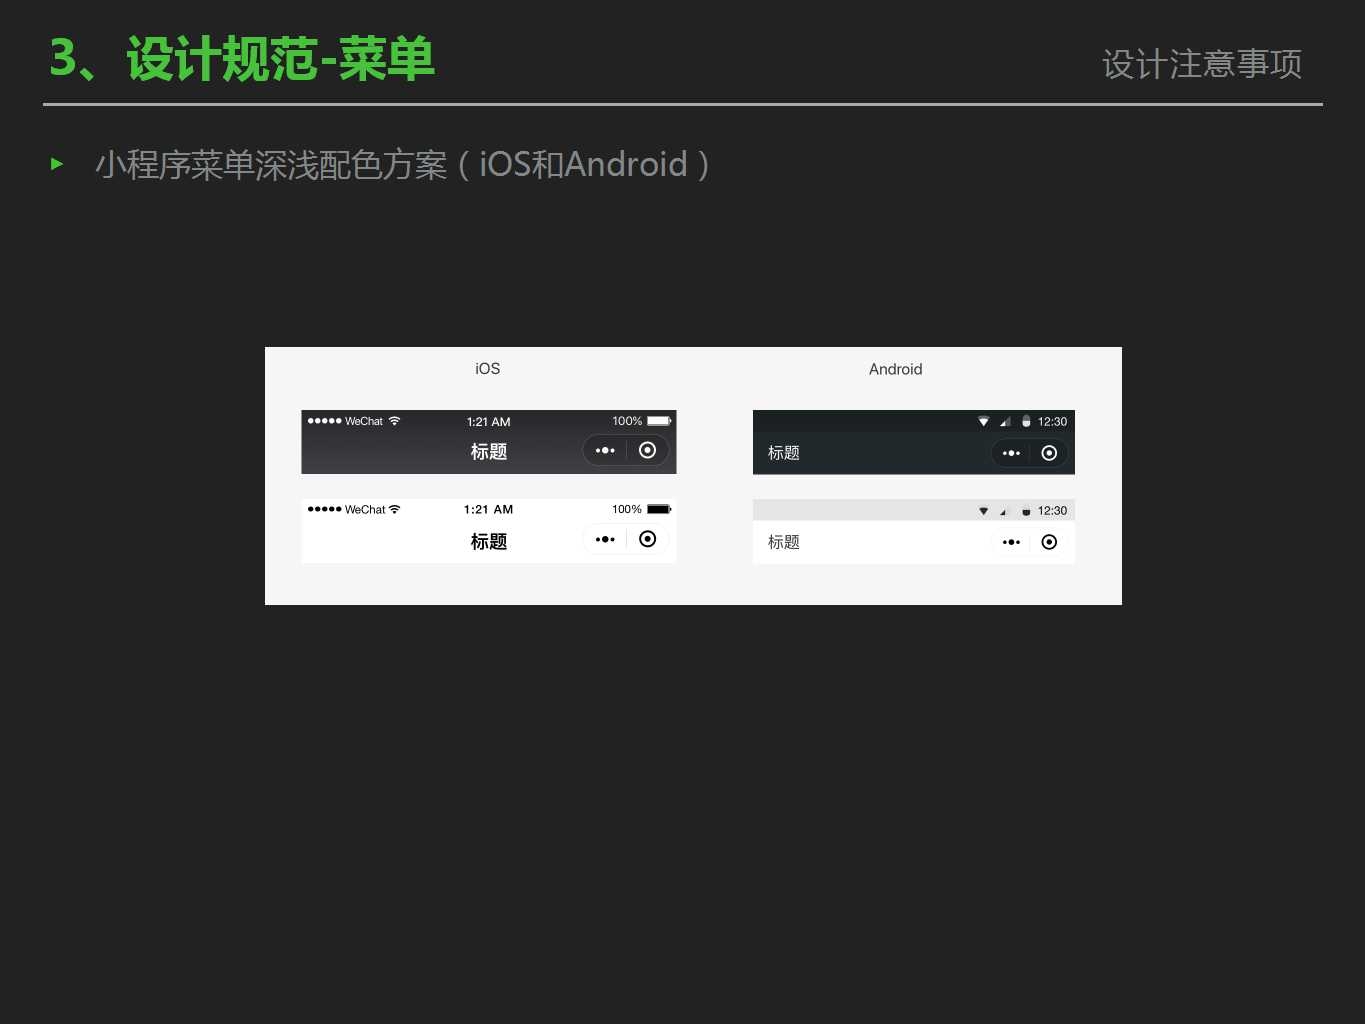 3、设计规范-菜单
设计注意事项
小程序菜单深浅配色方案（iOS和Android）
iOS
Android
WeChat 1:21 AM 100%
标题
12:30
标题
WeChat 1:21 AM 100%
标题
12:30
标题